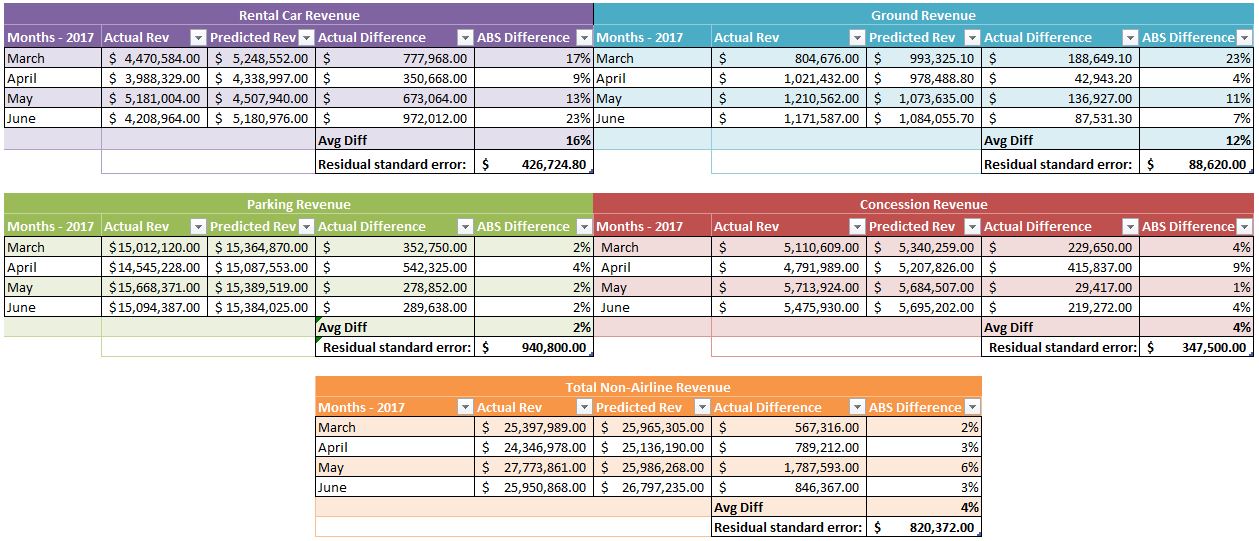 Rental Car Revenue
Months - 2017 Actual Rev Predicted Rev Actual Difference ABS Difference
March $ 4,470,584.00 $ 5,248,552.00 $ 777,968.00 17%
April $ 3,988,329.00 $ 4,338,997.00 $ 350,668.00 9%
May $ 5,181,004.00 $ 4,507,940.00 $ 673,064.00 13%
June $ 4,208,964.00 $ 5,180,976.00 $ 972,012.00 23%
Avg Diff 16%
Residual standard error: $ 426,724.80
Ground Revenue
Months - 2017 Actual Rev Predicted Rev Actual Difference ABS Difference
March $ 804,676.00 $ 993,325.10 $ 188,649.10 23%
April $ 1,021,432.00 $ 978,488.80 $ 42,943.20 4%
May $ 1,210,562.00 $ 1,073,635.00 $ 136,927.00 11%
June $ 1,171,587.00 $ 1,084,055.70 $ 87,531.30 7%
Avg Diff 12%
Residual standard error: $ 88,620.00
Parking Revenue
Months - 2017 Actual Rev Predicted Rev Actual Difference ABS Difference
March $15,012,120.00 $ 15,364,870.00 $ 352,750.00 2%
April $14,545,228.00 $ 15,087,553.00 $ 542,325.00 4%
May $15,668,371.00 $ 15,389,519.00 $ 278,852.00 2%
June $15,094,387.00 $ 15,384,025.00 $ 289,638.00 2%
Avg Diff 2%
Residual standard error: $ 940,800.00
Concession Revenue
Months - 2017 Actual Rev Predicted Rev Actual Difference ABS Difference
March $ 5,110,609.00 $ 5,340,259.00 $ 229,650.00 4%
April $ 4,791,989.00 $ 5,207,826.00 $ 415,837.00 9%
May $ 5,713,924.00 $ 5,684,507.00 $ 29,417.00 1%
June $ 5,475,930.00 $ 5,695,202.00 $ 219,272.00 4%
Avg Diff 4%
Residual standard error: $ 347,500.00
Total Non-Airline Revenue
Months - 2017 Actual Rev Predicted Rev Actual Difference ABS Difference
March $ 25,397,989.00 $ 25,965,305.00 $ 567,316.00 2%
April $ 24,346,978.00 $ 25,136,190.00 $ 789,212.00 3%
May $ 27,773,861.00 $ 25,986,268.00 $ 1,787,593.00 6%
June $ 25,950,868.00 $ 26,797,235.00 $ 846,367.00 3%
Avg Diff 4%
Residual standard error: $ 820,372.00